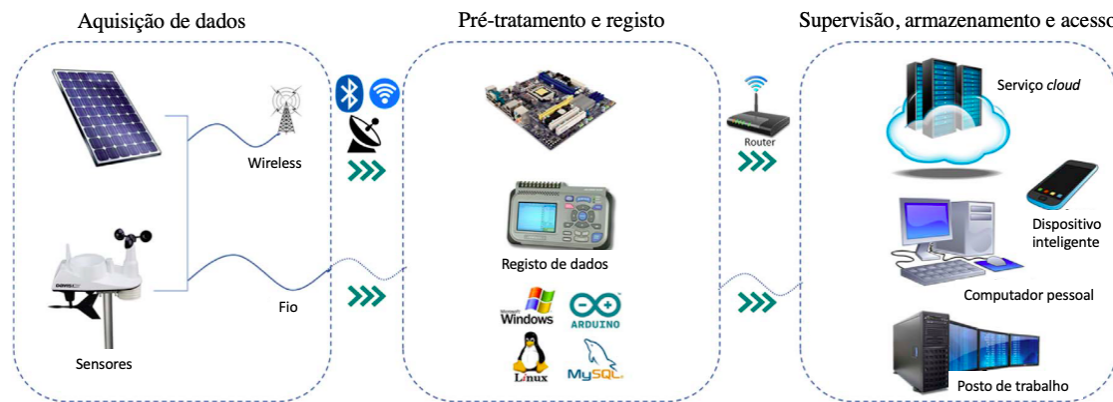 Aquisição de dados
Pré-tratamento e registo
Supervisão, armazenamento e acesso
Wireless
Fio
Sensores
Registo de dados
Microsoft
Windows
ARDUINO
Linux
MySQL
Router
Serviço cloud
Dispositivo
inteligente
Computador pessoal
Posto de trabalho